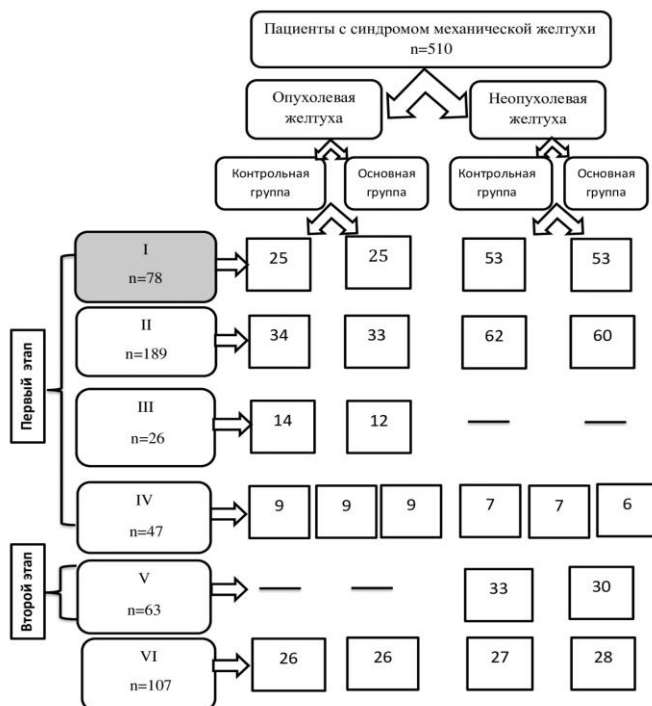 Пациенты с синдромом механической желтухи
n=510
Опухолевая
желтуха
Неопухолевая
желтуха
Контрольная
группа
Основная
группа
Контрольная
группа
Основная
группа
Первый этап
I
n=78
25
25
53
53
II
n=189
34
33
62
60
III
n=26
14
12
— —
IV
n=47
9
9
9
7
7
6
Второй этап
V
n=63
— —
33
30
VI
n=107
26
26
27
28